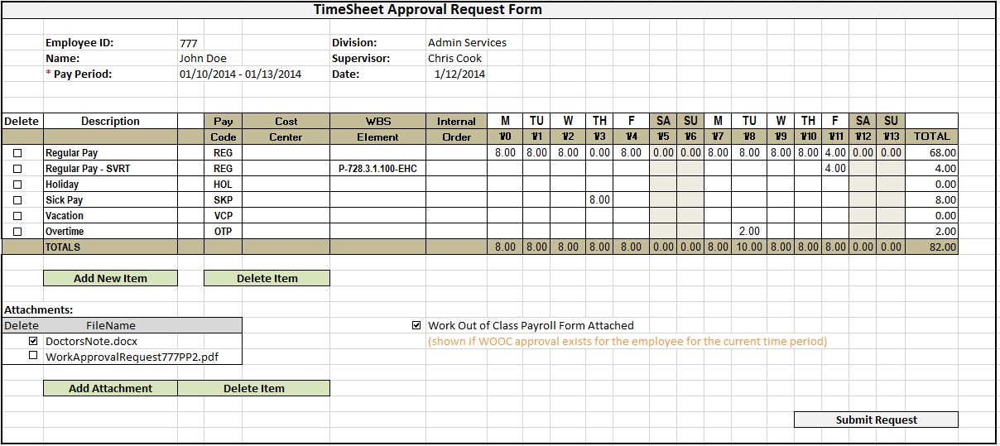 TimeSheet Approval Request Form
Employee ID: 777 Division: Admin Services
Name: John Doe Supervisor: Chris Cook
* Pay Period: 01/10/2014 - 01/13/2014 Date: 1/12/2014
Delete Description Pay Cost WBS Internal M TU W TH F SA SU M TU W TH F SA SU
Code Center Element Order 1/0 1/1 1/2 1/3 1/4 1/5 1/6 1/7 1/8 1/9 1/10 1/11 1/12 1/13 TOTAL
Regular Pay REG 8.00 8.00 8.00 0.00 8.00 0.00 0.00 8.00 8.00 8.00 8.00 4.00 0.00 0.00 68.00
Regular Pay - SVRT REG P-728.3.1.100-EHC 4.00 4.00
Holiday HOL 0.00
Sick Pay SKP 8.00 8.00
Vacation VCP 0.00
Overtime OTP 2.00 2.00
TOTALS 8.00 8.00 8.00 8.00 8.00 0.00 0.00 8.00 10.00 8.00 8.00 8.00 0.00 0.00 82.00
Add New Item Delete Item
Attachments:
Delete FileName Work Out of Class Payroll Form Attached
DoctorsNote.docx (shown if WOOC approval exists for the employee for the current time period)
WorkApprovalRequest777PP2.pdf
Add Attachment Delete Item
Submit Request